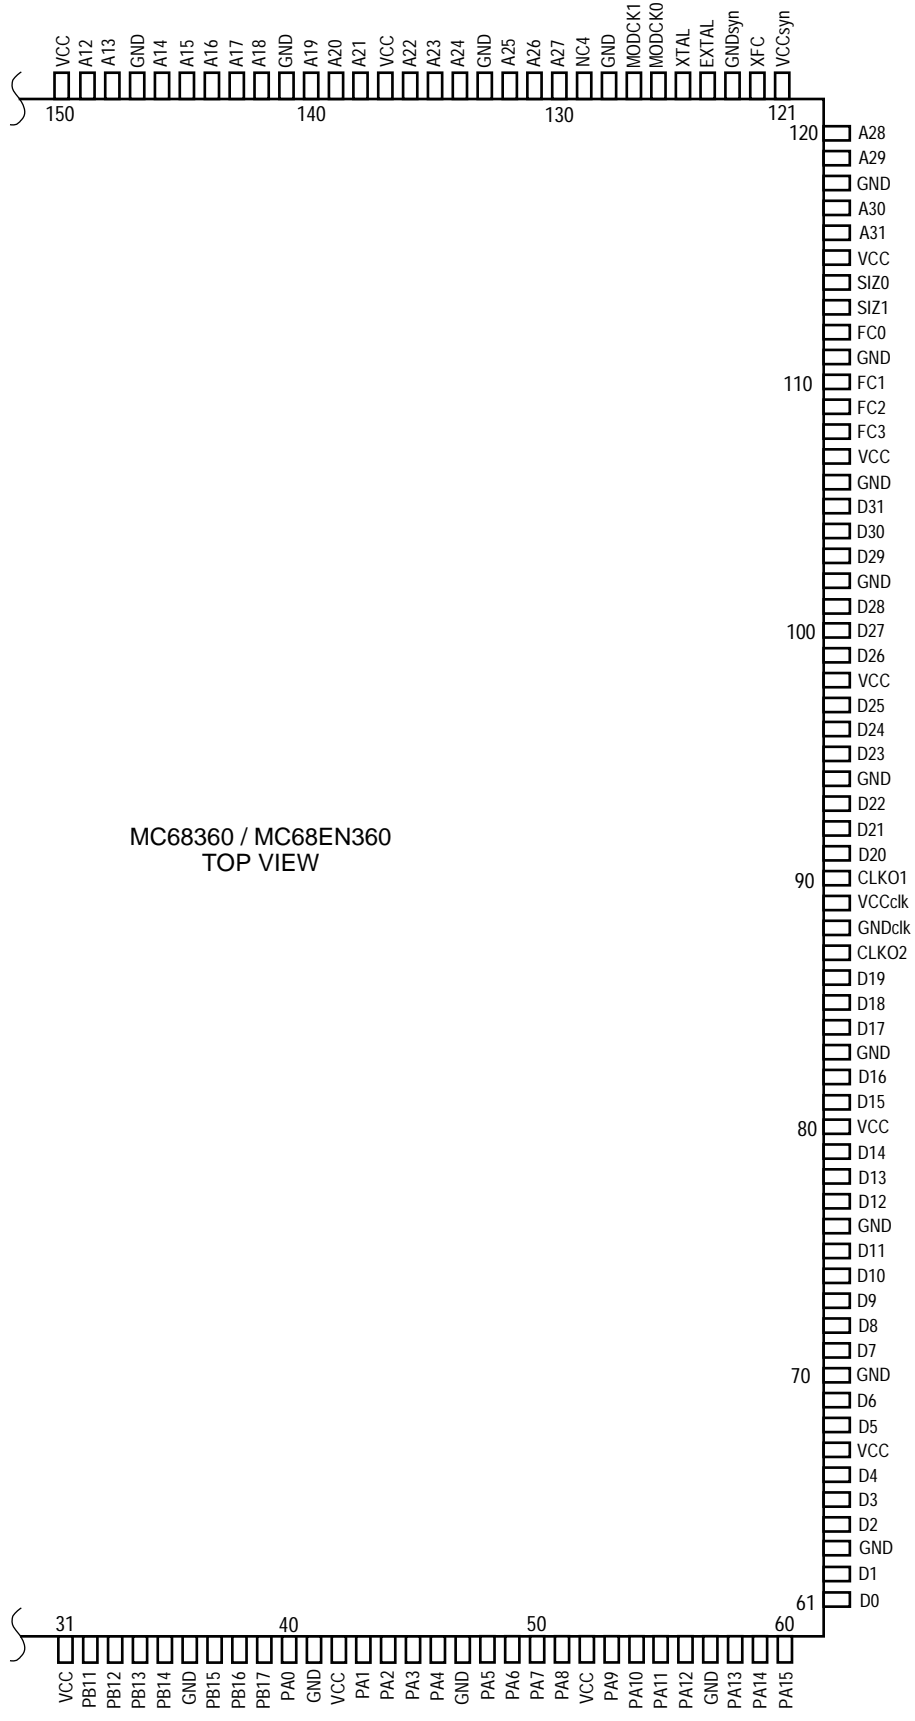 VCC
A12
A13
GND
A14
A15
A16
A17
A18
GND
A19
A20
A21
VCC
A22
A23
A24
GND
A25
A26
A27
NC4
GND
MODCK1
MODCK0
XTAL
EXTAL
GNDsyn
XFC
VCCsyn
150
140
130
121
120
A28
A29
GND
A30
A31
VCC
SIZ0
SIZ1
FC0
GND
110
FC1
FC2
FC3
VCC
GND
D31
D30
D29
GND
D28
100
D27
D26
VCC
D25
D24
D23
GND
D22
D21
D20
MC68360 / MC68EN360
TOP VIEW
90
CLKO1
VCCclk
GNDclk
CLKO2
D19
D18
D17
GND
D16
D15
80
VCC
D14
D13
D12
GND
D11
D10
D9
D8
D7
70
GND
D6
D5
VCC
D4
D3
D2
GND
D1
61
D0
31
40
50
60
VCC
PB11
PB12
PB13
PB14
GND
PB15
PB16
PB17
PA0
GND
VCC
PA1
PA2
PA3
PA4
GND
PA5
PA6
PA7
PA8
VCC
PA9
PA10
PA11
PA12
GND
PA13
PA14
PA15